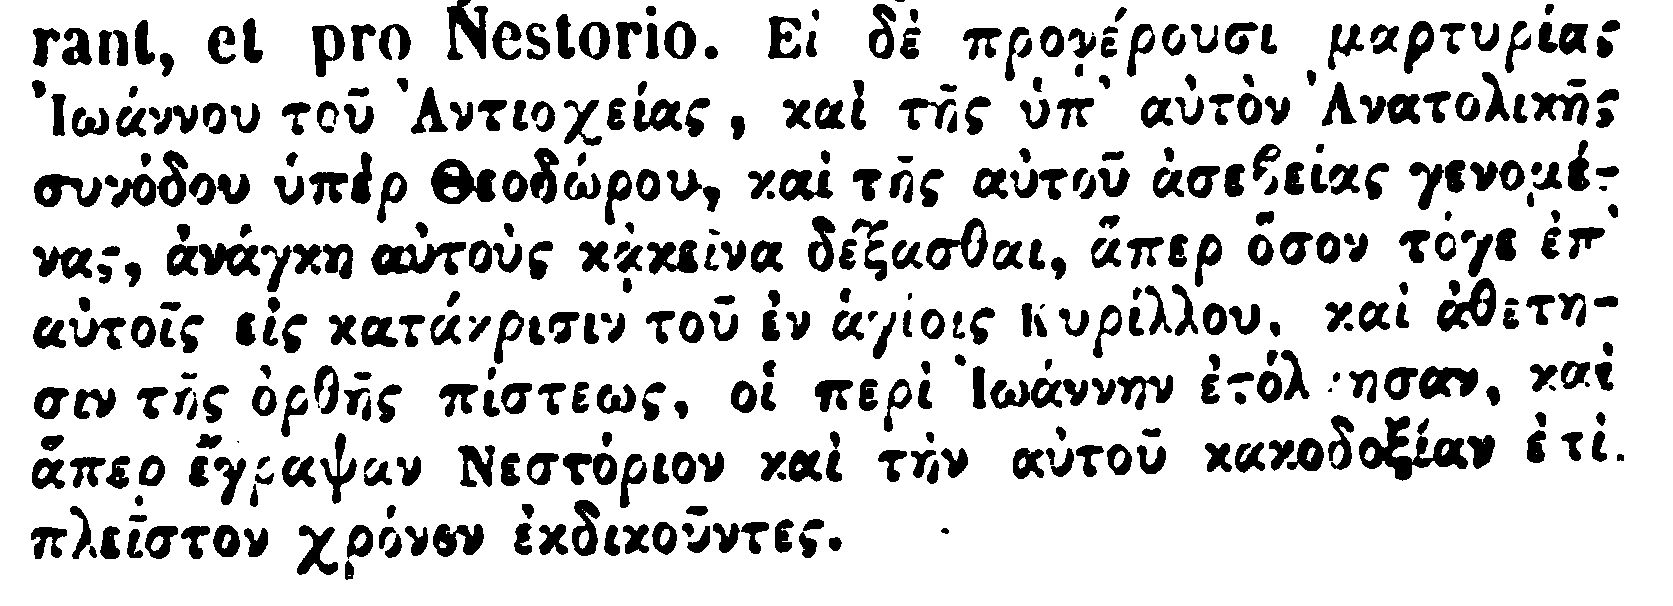 rant, et pro Nestorio. Εἰ δὲ προφέρουσι μαρτυρίας
Ἰωάννου τοῦ Ἀντιοχείας, καὶ τῆς ὑπ' αὐτὸν Ἀνατολικῆς
συνόδου ὑπὲρ Θεοδώρου, καὶ τῆς αὐτοῦ ἀσεβείας γενομέ-
νας, ἀνάγκη αὐτοὺς κἀκεῖνα δέξασθαι, ἅπερ ὅσον τόγε ἐπ'
αὐτοῖς εἰς κατάκρισιν τοῦ ἐν ἁγίοις Κυρίλλου, καὶ ἀθετη-
σιν τῆς ὀρθῆς πίστεως, οἱ περὶ Ἰωάννην ἐτόλμησαν, καὶ
ἅπερ ἔγραψαν Νεστόριον καὶ τὴν αὐτοῦ κακοδοξίαν ἐτὶ.
πλεῖστον χρόνον ἐκδικοῦντες.